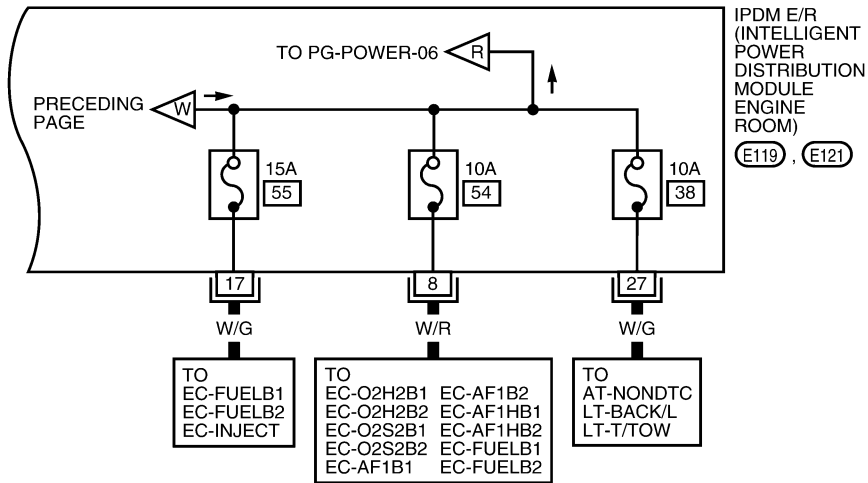 IPDM E/R
(INTELLIGENT
POWER
DISTRIBUTION
MODULE
ENGINE
ROOM)
E119 , E121
TO PG-POWER-06
R
PRECEDING
PAGE
W
15A
55
10A
54
10A
38
17
8
27
W/G
W/R
W/G
TO
EC-FUELB1
EC-FUELB2
EC-INJECT
TO
EC-O2H2B1 EC-AF1B2
EC-O2H2B2 EC-AF1HB1
EC-O2S2B1 EC-AF1HB2
EC-O2S2B2 EC-FUELB1
EC-AF1B1 EC-FUELB2
TO
AT-NONDTC
LT-BACK/L
LT-T/TOW